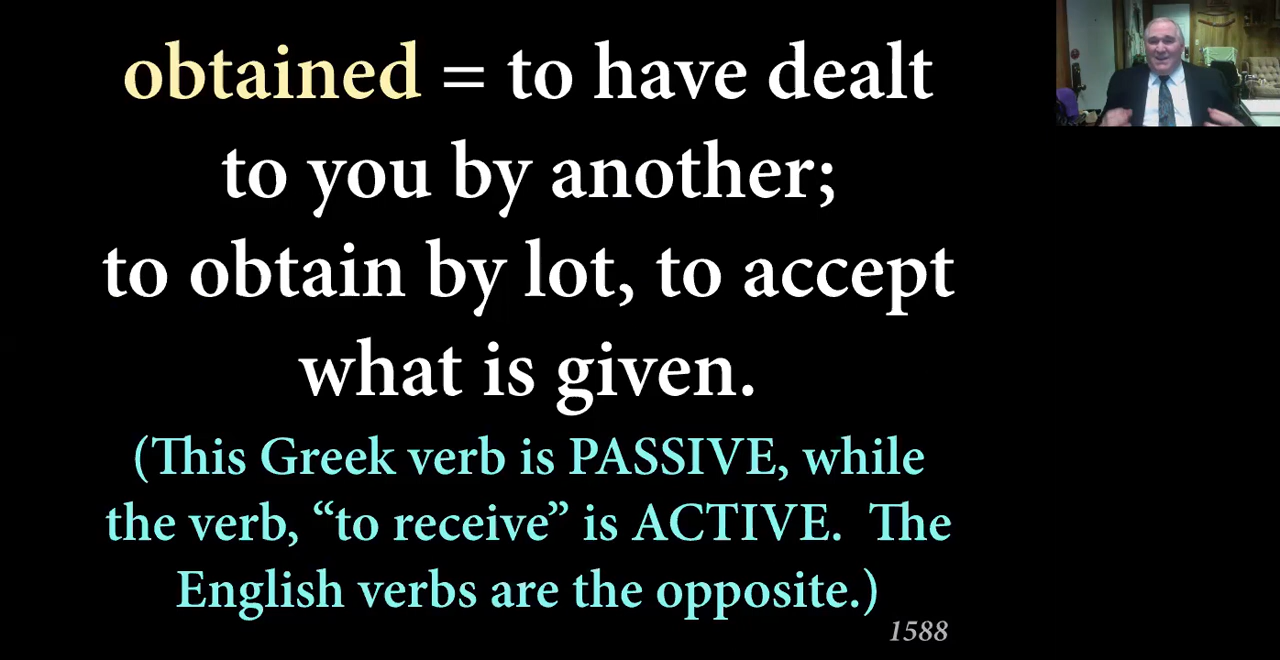 obtained = to have dealt
to you by another;
to obtain by lot, to accept
what is given.
(This Greek verb is PASSIVE, while
the verb, “to receive” is ACTIVE.  The
English verbs are the opposite.)
1588